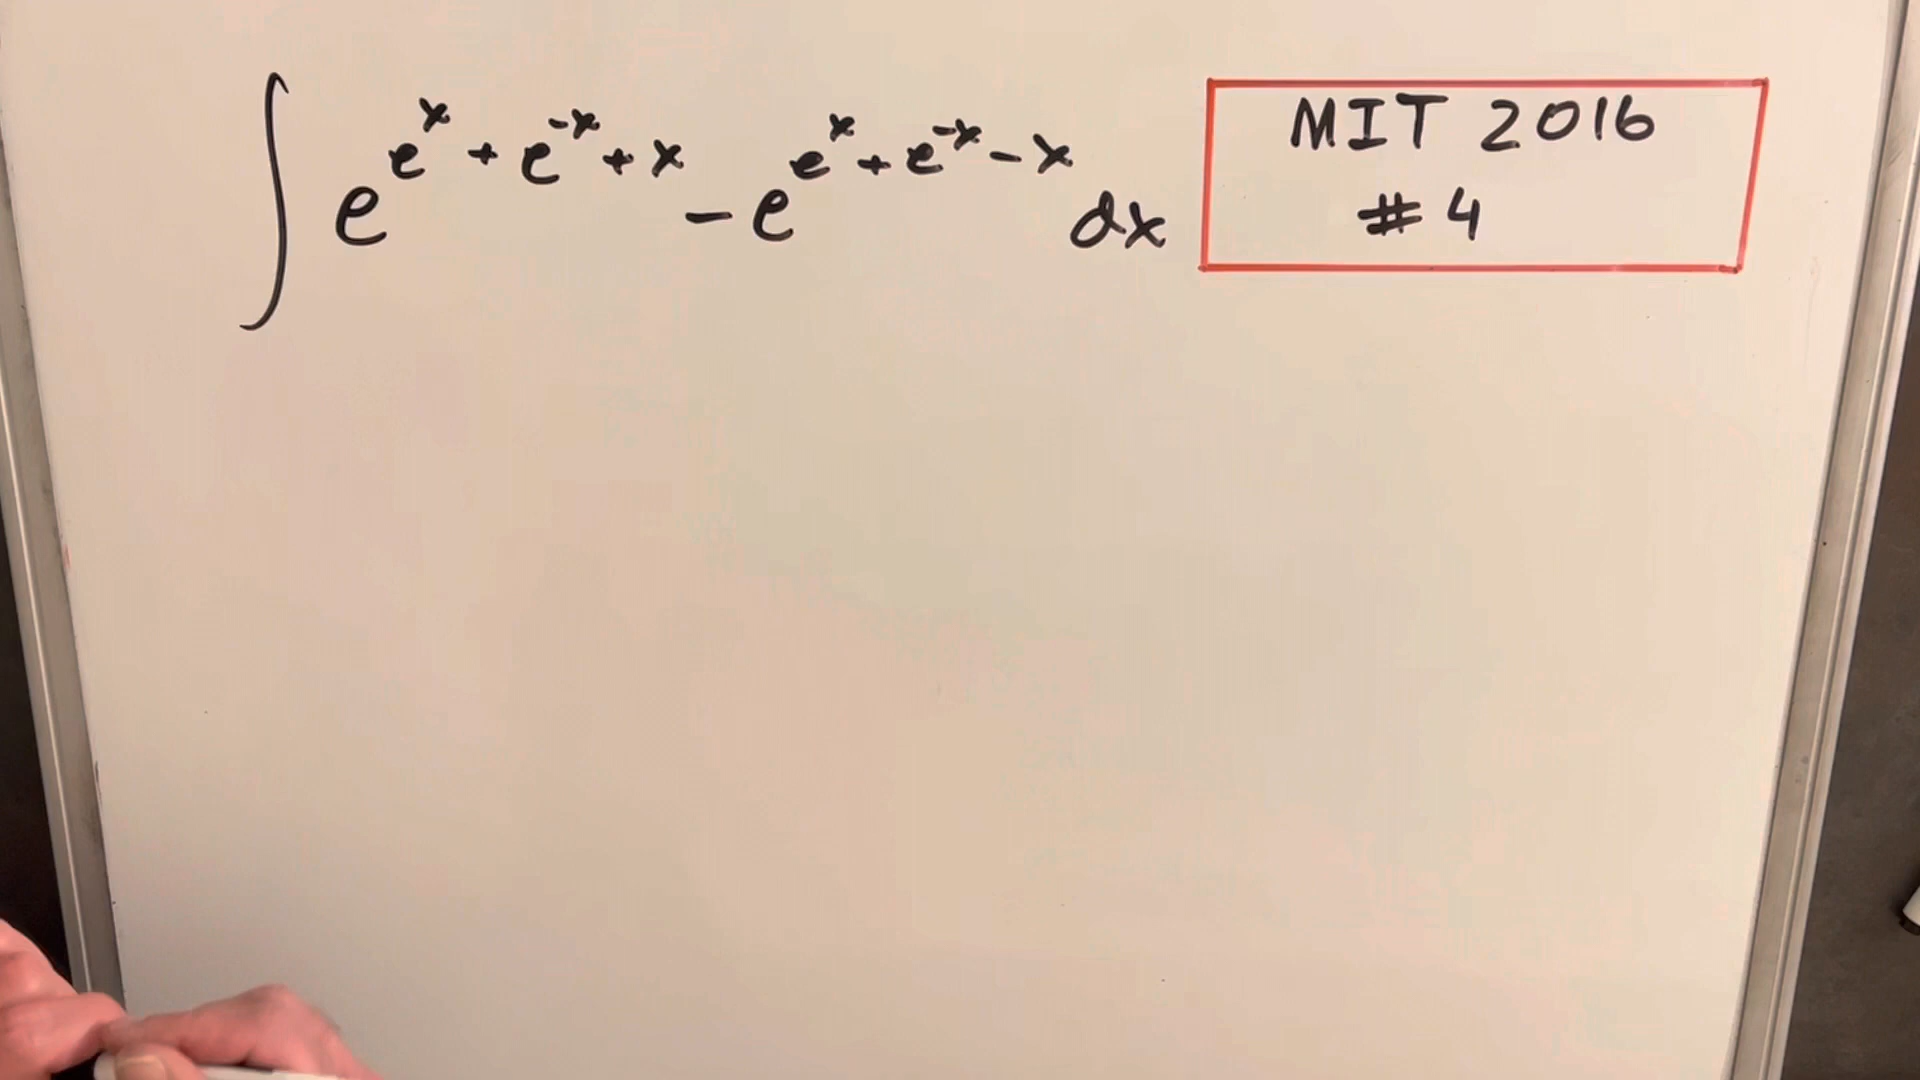 ∫ e^{e^x + e^{-x} + x} - e^{e^x + e^{-x} - x} dx
MIT 2016
# 4